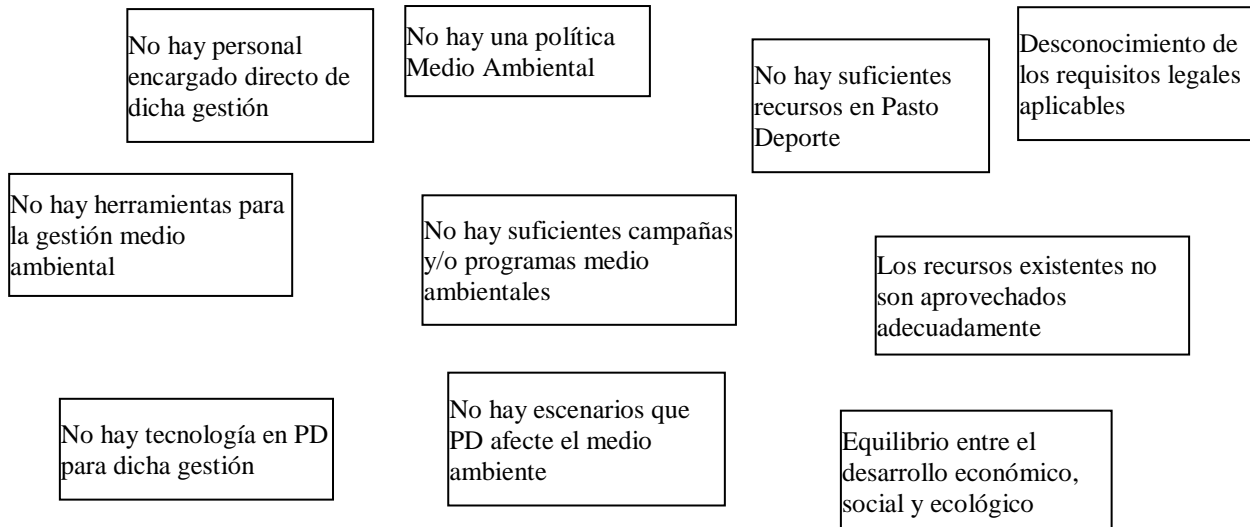 No hay personal
encargado directo de
dicha gestión
No hay una política
Medio Ambiental
No hay suficientes
recursos en Pasto
Deporte
Desconocimiento de
los requisitos legales
aplicables
No hay herramientas para
la gestión medio
ambiental
No hay suficientes campañas
y/o programas medio
ambientales
Los recursos existentes no
son aprovechados
adecuadamente
No hay tecnología en PD
para dicha gestión
No hay escenarios que
PD afecte el medio
ambiente
Equilibrio entre el
desarrollo económico,
social y ecológico